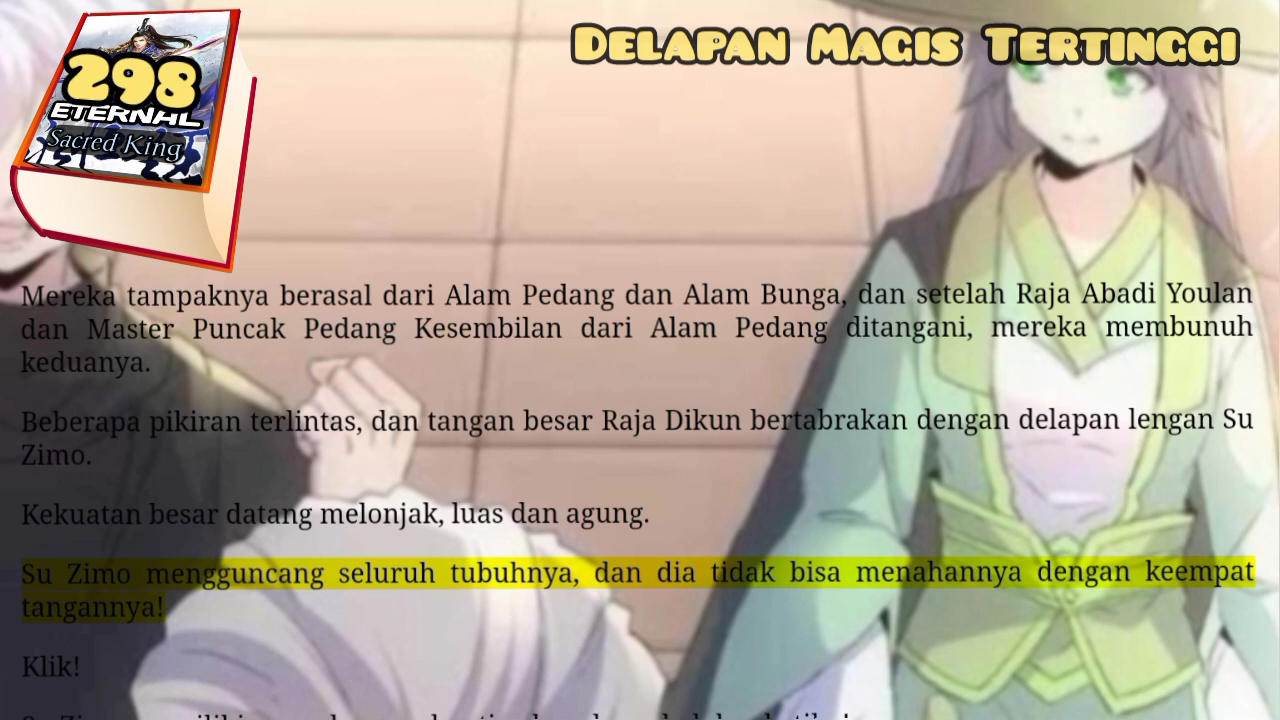 298
ETERNAL
Sacred King
DELAPAN MAGIS TERTINGGI
Mereka tampaknya berasal dari Alam Pedang dan Alam Bunga, dan setelah Raja Abadi Youlan
dan Master Puncak Pedang Kesembilan dari Alam Pedang ditangani, mereka membunuh
keduanya.
Beberapa pikiran terlintas, dan tangan besar Raja Dikun bertabrakan dengan delapan lengan Su
Zimo.
Kekuatan besar datang melonjak, luas dan agung.
Su Zimo mengguncang seluruh tubuhnya, dan dia tidak bisa menahannya dengan keempat
tangannya!
Klik!